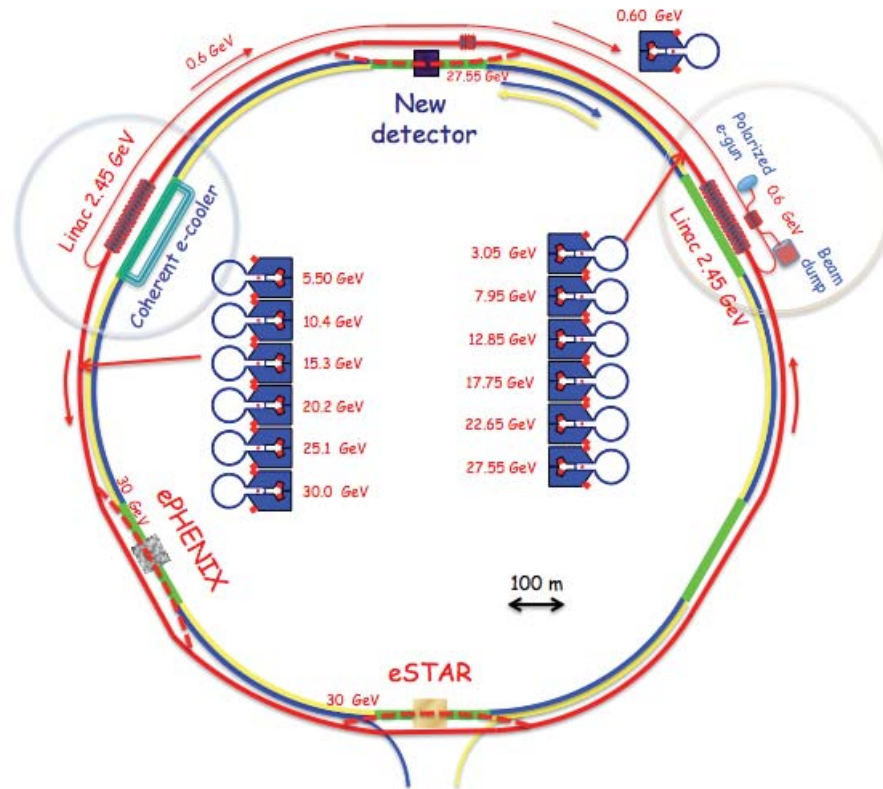 0.60 GeV
0.6 GeV
27.55 GeV
New
detector
Linac 2.45 GeV
Coherent e-cooler
Polarized
e-gun
0.6 GeV
Beam
dump
Linac 2.45 GeV
5.50 GeV
10.4 GeV
15.3 GeV
20.2 GeV
25.1 GeV
30.0 GeV
3.05 GeV
7.95 GeV
12.85 GeV
17.75 GeV
22.65 GeV
27.55 GeV
30 GeV
ePHENIX
100 m
eSTAR
30 GeV